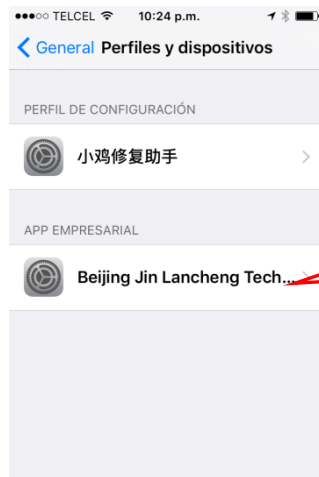 TELCEL 10:24 p.m.
General Perfiles y dispositivos
PERFIL DE CONFIGURACIÓN
小鸡修复助手
APP EMPRESARIAL
Beijing Jin Lancheng Tech...